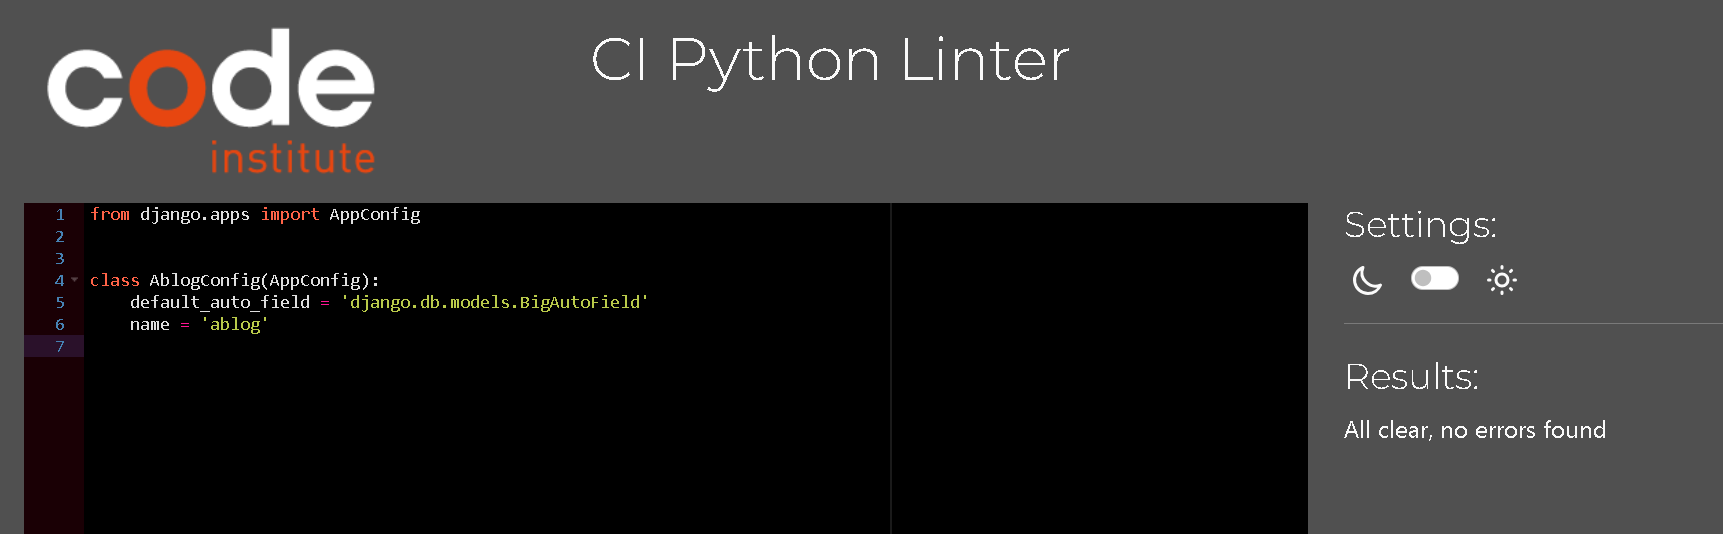 code
institute
CI Python Linter
1 from django.apps import AppConfig
2
3
4 class AblogConfig(AppConfig):
5     default_auto_field = 'django.db.models.BigAutoField'
6     name = 'ablog'
7
Settings:
Results:
All clear, no errors found